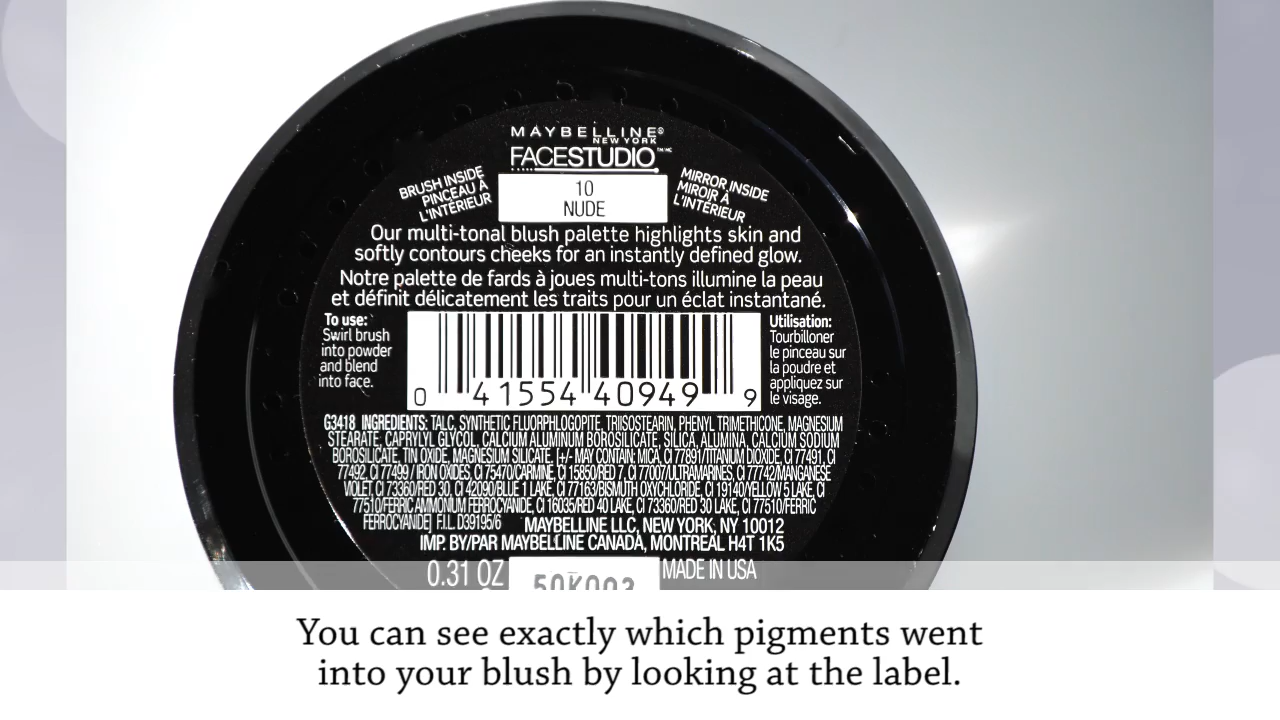 MAYBELLINE®
NEW YORK
FACESTUDIO™/MC
BRUSH INSIDE
PINCEAU À
L'INTÉRIEUR
10
NUDE
MIRROR INSIDE
MIROIR À
L'INTÉRIEUR
Our multi-tonal blush palette highlights skin and
softly contours cheeks for an instantly defined glow.
Notre palette de fards à joues multi-tons illumine la peau
et définit délicatement les traits pour un éclat instantané.
To use:
Swirl brush
into powder
and blend
into face.
0 41554 40949 9
Utilisation:
Tourbilloner
le pinceau sur
la poudre et
appliquez sur
le visage.
G3418 INGREDIENTS: TALC, SYNTHETIC FLUORPHLOGOPITE, TRIISOSTEARIN, PHENYL TRIMETHICONE, MAGNESIUM
STEARATE, CAPRYLYL GLYCOL, CALCIUM ALUMINUM BOROSILICATE, SILICA, ALUMINA, CALCIUM SODIUM
BOROSILICATE, TIN OXIDE, MAGNESIUM SILICATE, [+/- MAY CONTAIN: MICA, CI 77891/TITANIUM DIOXIDE, CI 77491, CI
77492, CI 77499 / IRON OXIDES, CI 75470/CARMINE, CI 15850/RED 7, CI 77007/ULTRAMARINES, CI 77742/MANGANESE
VIOLET, CI 73360/RED 30, CI 42090/BLUE 1 LAKE, CI 77163/BISMUTH OXYCHLORIDE, CI 19140/YELLOW 5 LAKE, CI
77510/FERRIC AMMONIUM FERROCYANIDE, CI 16035/RED 40 LAKE, CI 73360/RED 30 LAKE, CI 77510/FERRIC
FERROCYANIDE] F.I.L. D39195/6 MAYBELLINE LLC, NEW YORK, NY 10012
IMP. BY/PAR MAYBELLINE CANADA, MONTREAL H4T 1K5
0.31 OZ
MADE IN USA
You can see exactly which pigments went
into your blush by looking at the label.